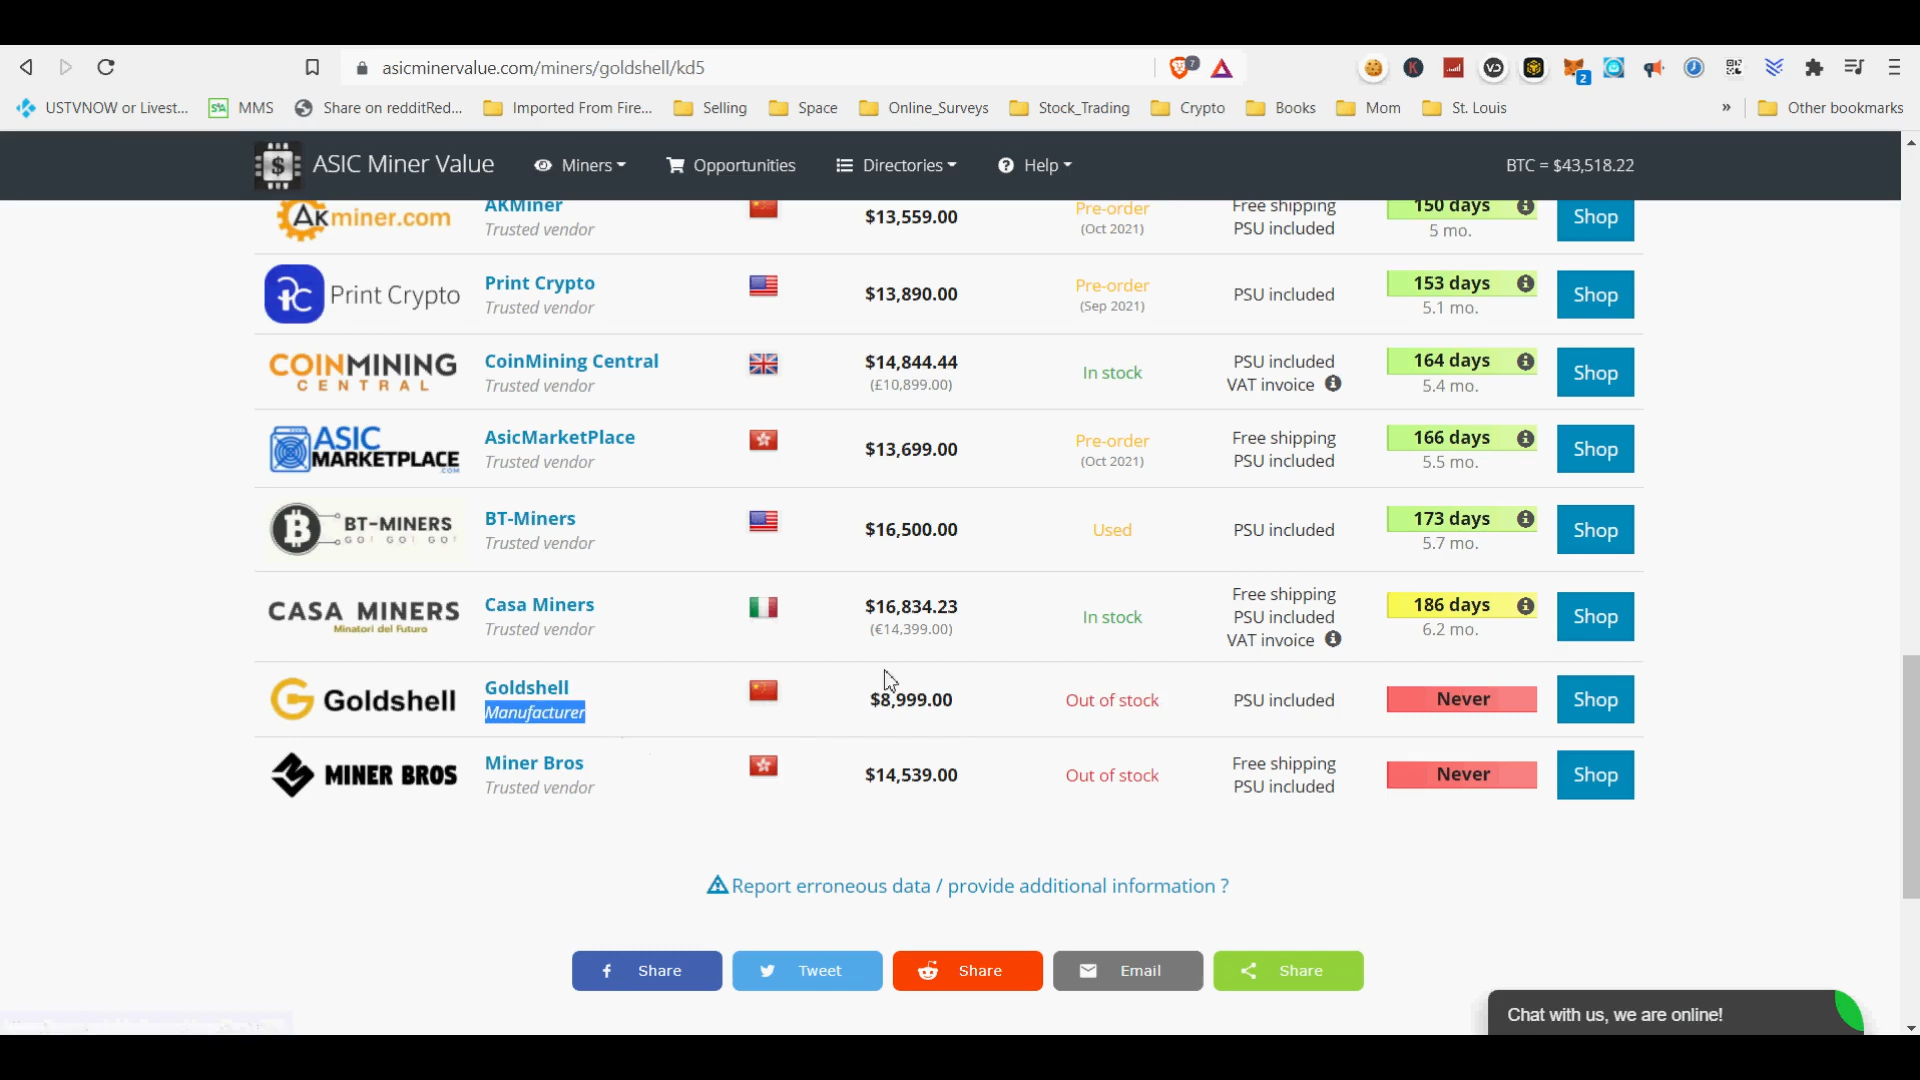 asicminervalue.com/miners/goldshell/kd5
7
2
USTVNOW or Livest...
MMS
Share on redditRed...
Imported From Fire...
Selling
Space
Online_Surveys
Stock_Trading
Crypto
Books
Mom
St. Louis
»
Other bookmarks
ASIC Miner Value
Miners
Opportunities
Directories
Help
BTC = $43,518.22
AKminer.com
AKMiner
Trusted vendor
$13,559.00
Pre-order
(Oct 2021)
Free shipping
PSU included
150 days
5 mo.
Shop
Print Crypto
Print Crypto
Trusted vendor
$13,890.00
Pre-order
(Sep 2021)
PSU included
153 days
5.1 mo.
Shop
COINMINING
CENTRAL
CoinMining Central
Trusted vendor
$14,844.44
(£10,899.00)
In stock
PSU included
VAT invoice
164 days
5.4 mo.
Shop
ASIC
MARKETPLACE
.COM
AsicMarketPlace
Trusted vendor
$13,699.00
Pre-order
(Oct 2021)
Free shipping
PSU included
166 days
5.5 mo.
Shop
BT-MINERS
GO! GO! GO!
BT-Miners
Trusted vendor
$16,500.00
Used
PSU included
173 days
5.7 mo.
Shop
CASA MINERS
Minatori del Futuro
Casa Miners
Trusted vendor
$16,834.23
(€14,399.00)
In stock
Free shipping
PSU included
VAT invoice
186 days
6.2 mo.
Shop
Goldshell
Goldshell
Manufacturer
$8,999.00
Out of stock
PSU included
Never
Shop
MINER BROS
Miner Bros
Trusted vendor
$14,539.00
Out of stock
Free shipping
PSU included
Never
Shop
Report erroneous data / provide additional information ?
Share
Tweet
Share
Email
Share
Chat with us, we are online!